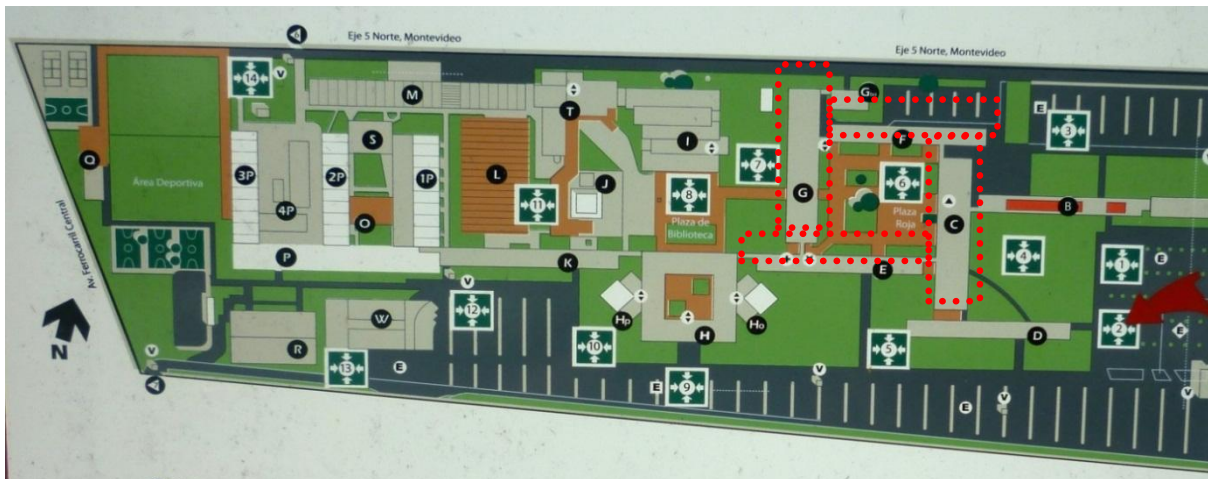 Eje 5 Norte, Montevideo
Eje 5 Norte, Montevideo
14
V
M
T
G
3
E
Q
3P
4P
2P
S
1P
L
I
7
F
Área Deportiva
11
J
8
6
O
G
C
B
Plaza de
Biblioteca
Plaza
Roja
Av. Ferrocarril Central
P
K
E
4
1
E
V
12
V
Hp
H
Ho
N
R
W
10
5
D
2
E
V
13
E
9
E
V
E
V
V